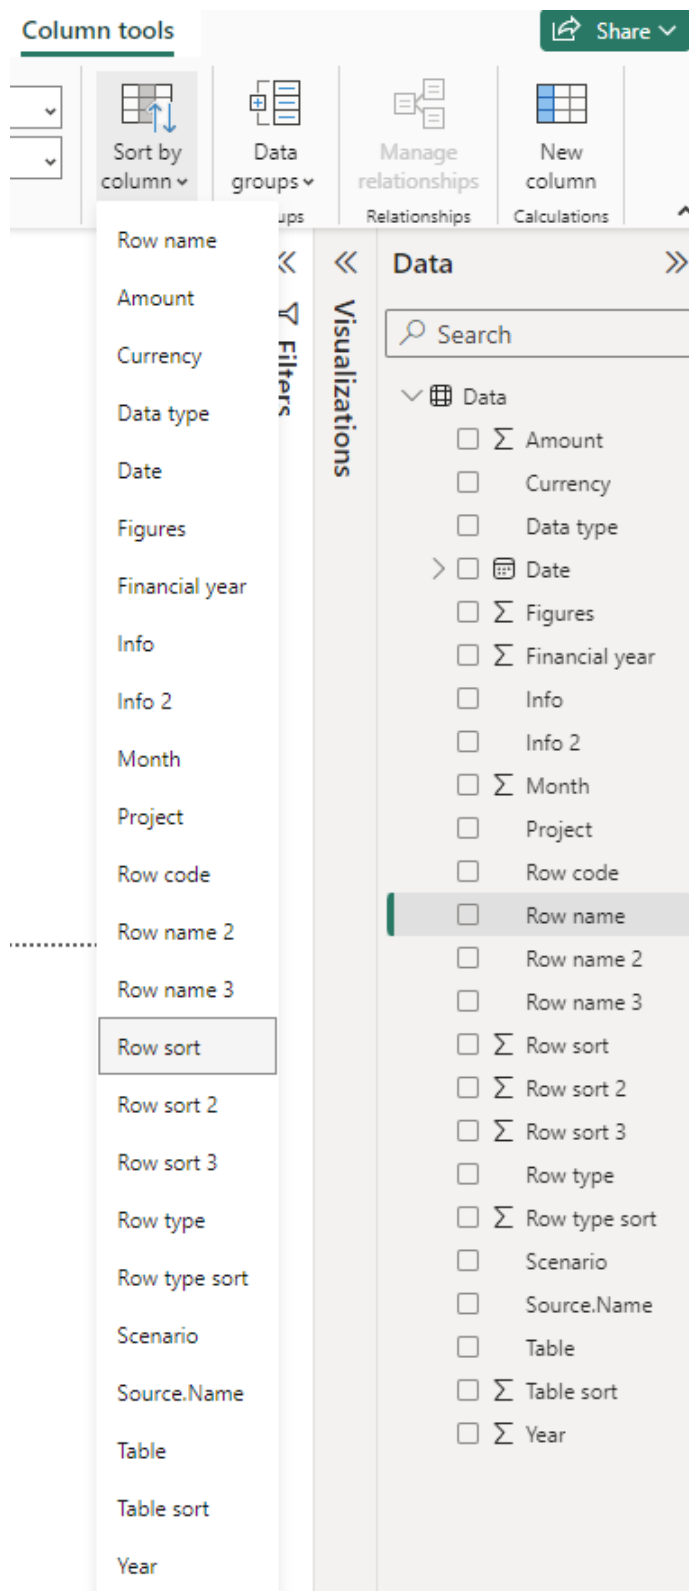 Column tools
Share
Sort by
column
Data
groups
Manage
relationships
New
column
ups
Relationships
Calculations
Row name
Amount
Currency
Data type
Date
Figures
Financial year
Info
Info 2
Month
Project
Row code
Row name 2
Row name 3
Row sort
Row sort 2
Row sort 3
Row type
Row type sort
Scenario
Source.Name
Table
Table sort
Year
Filters
Visualizations
Data
Search
Data
Σ Amount
Currency
Data type
Date
Σ Figures
Σ Financial year
Info
Info 2
Σ Month
Project
Row code
Row name
Row name 2
Row name 3
Σ Row sort
Σ Row sort 2
Σ Row sort 3
Row type
Σ Row type sort
Scenario
Source.Name
Table
Σ Table sort
Σ Year